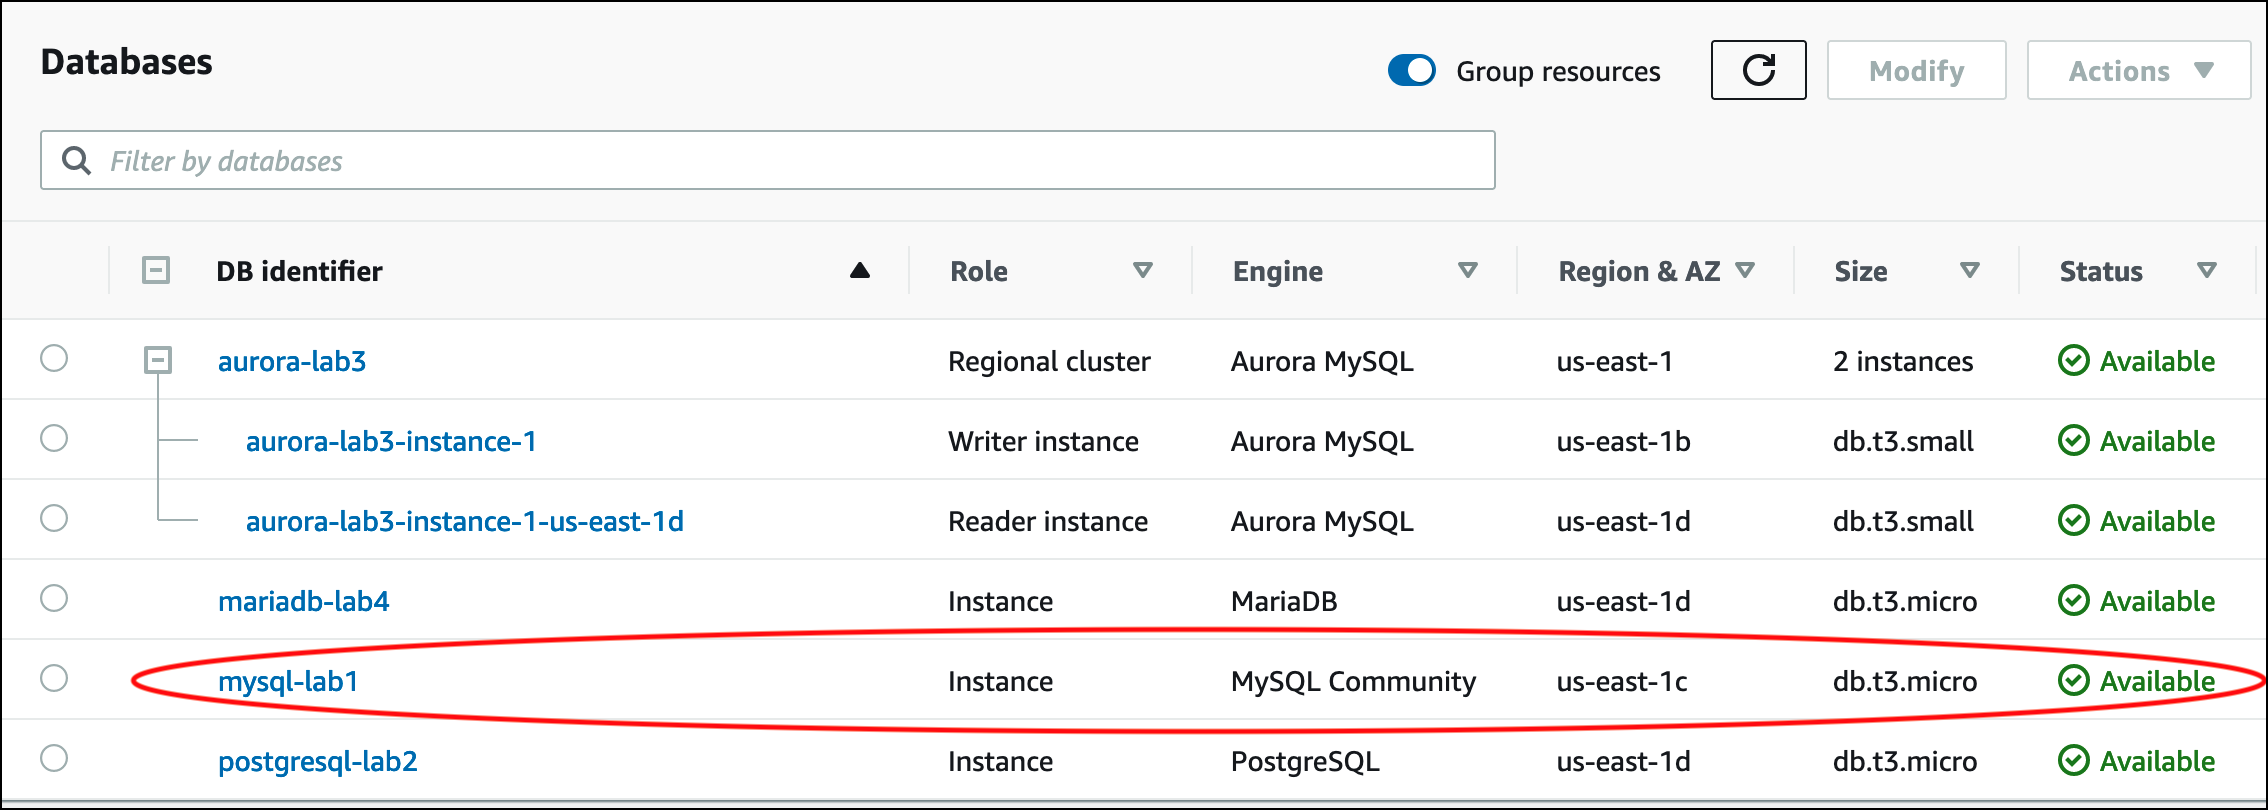 Databases
Group resources
Modify
Actions
Filter by databases
DB identifier Role Engine Region & AZ Size Status
aurora-lab3 Regional cluster Aurora MySQL us-east-1 2 instances Available
aurora-lab3-instance-1 Writer instance Aurora MySQL us-east-1b db.t3.small Available
aurora-lab3-instance-1-us-east-1d Reader instance Aurora MySQL us-east-1d db.t3.small Available
mariadb-lab4 Instance MariaDB us-east-1d db.t3.micro Available
mysql-lab1 Instance MySQL Community us-east-1c db.t3.micro Available
postgresql-lab2 Instance PostgreSQL us-east-1d db.t3.micro Available